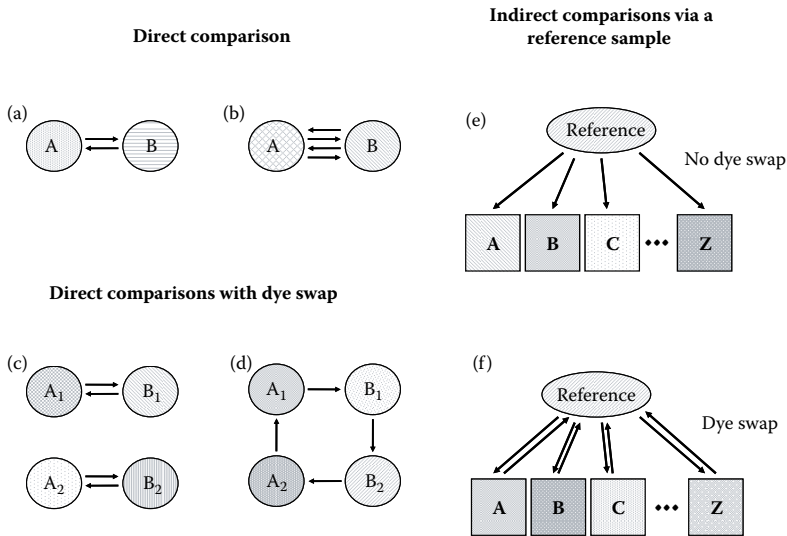 Direct comparison
(a)
A
B
(b)
A
B
Direct comparisons with dye swap
(c)
A₁
B₁
A₂
B₂
(d)
A₁
B₁
A₂
B₂
Indirect comparisons via a
reference sample
(e)
Reference
No dye swap
A B C ••• Z
(f)
Reference
Dye swap
A B C ••• Z